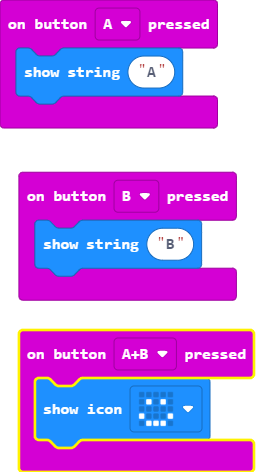 on button A pressed
show string "A"
on button B pressed
show string "B"
on button A+B pressed
show icon